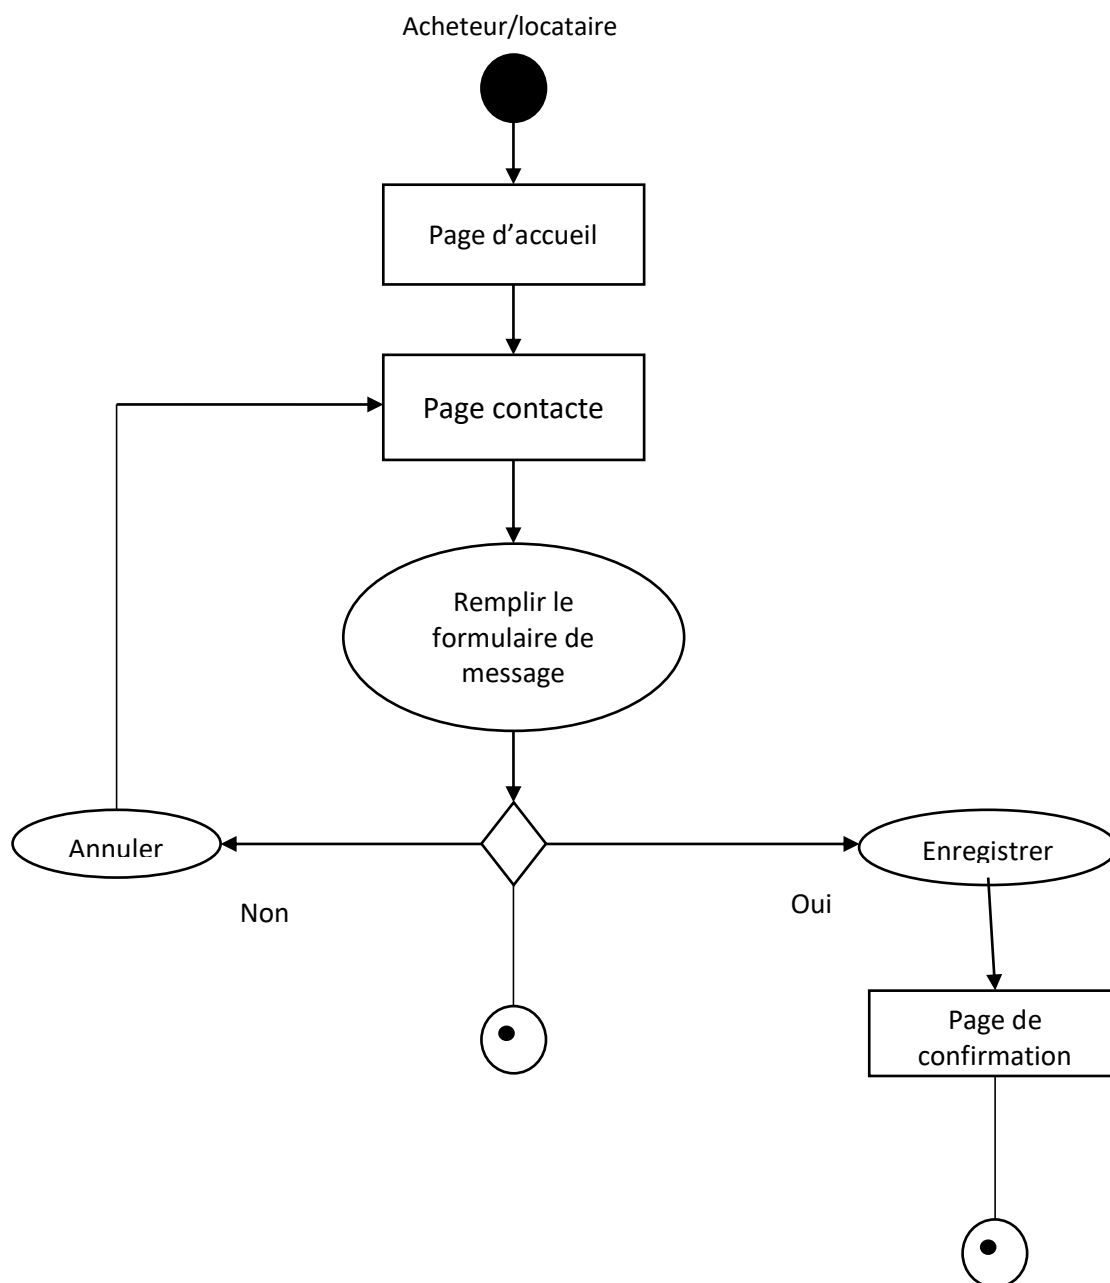 Acheteur/locataire
Page d’accueil
Page contacte
Remplir le
formulaire de
message
Annuler
Enregistrer
Non
Oui
Page de
confirmation